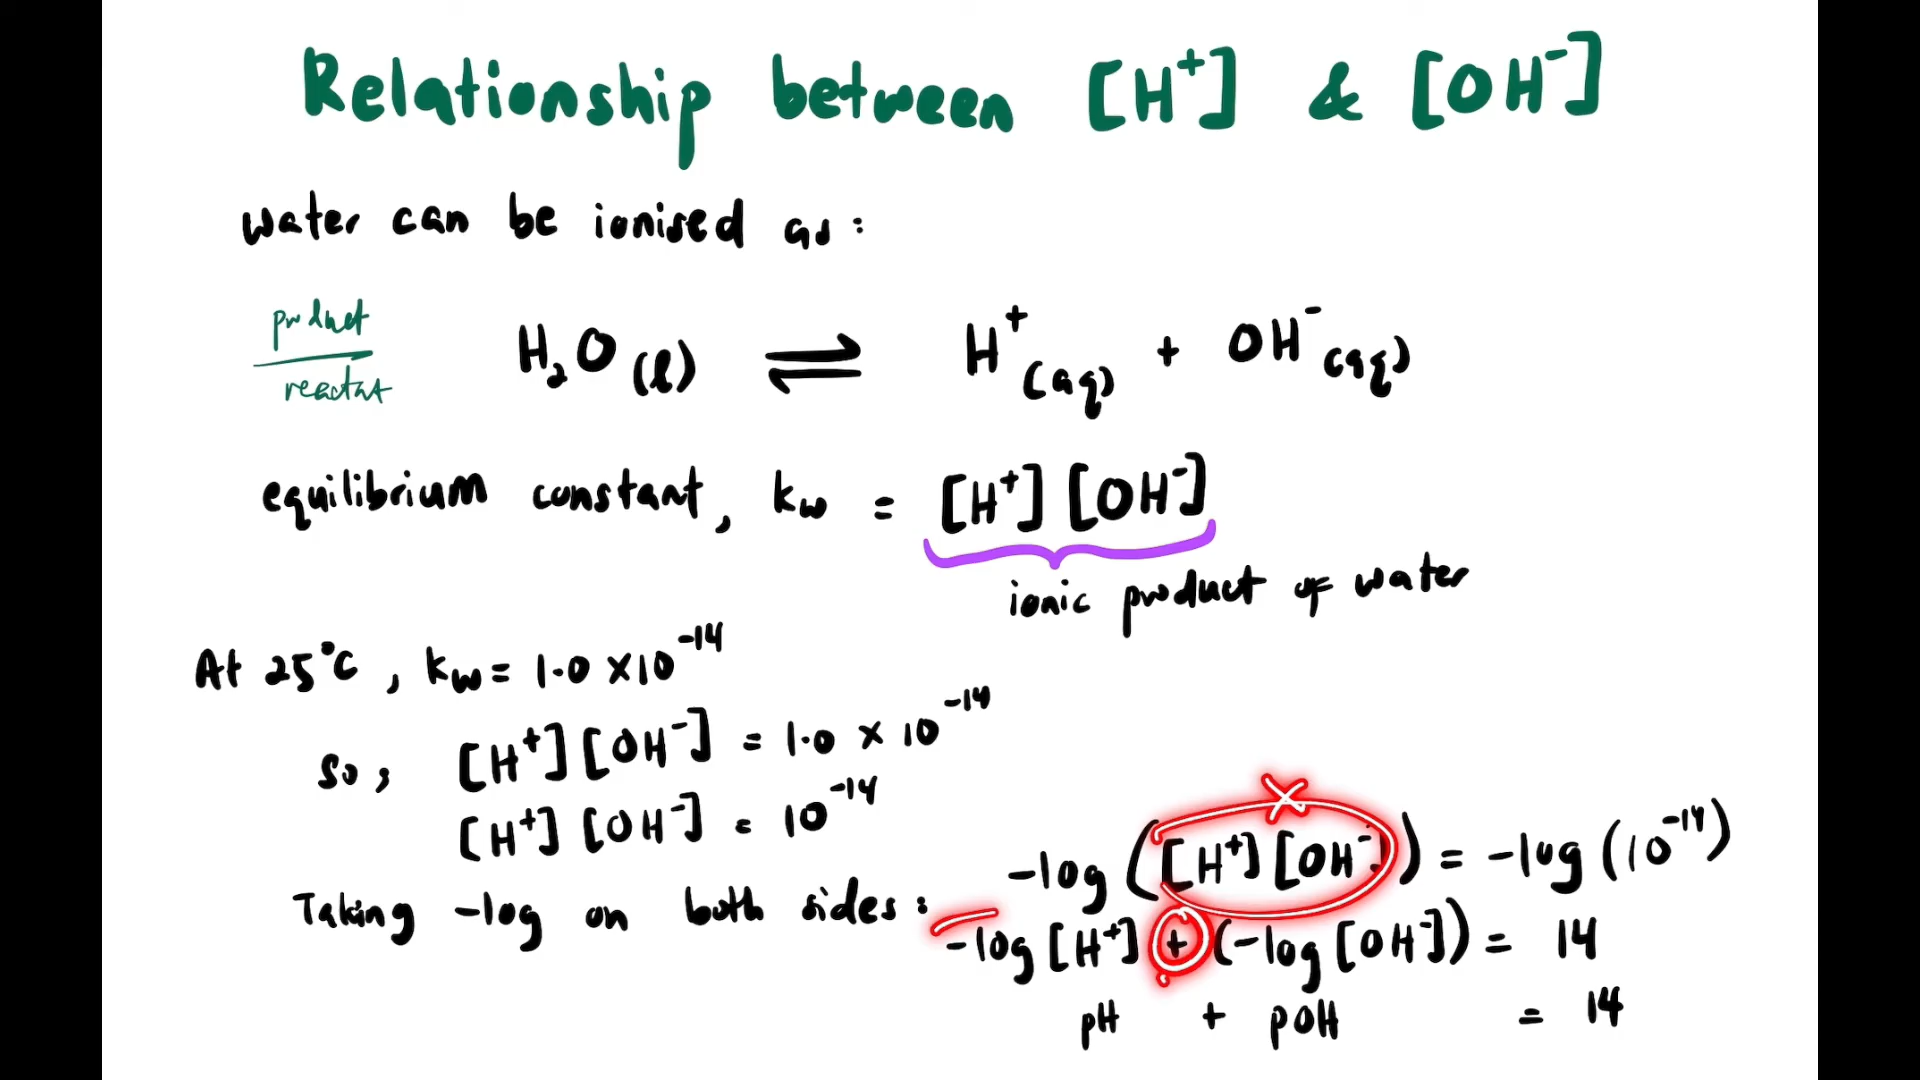 Relationship between [H⁺] & [OH⁻]
water can be ionised as:
product
reactant
H₂O (l) ⇌ H⁺ (aq) + OH⁻ (aq)
equilibrium constant, kw = [H⁺] [OH⁻]
ionic product of water
At 25°C, kw = 1.0 x 10⁻¹⁴
so, [H⁺] [OH⁻] = 1.0 x 10⁻¹⁴
[H⁺] [OH⁻] = 10⁻¹⁴
Taking -log on both sides:
-log ([H⁺] [OH⁻]) = -log (10⁻¹⁴)
x
-log [H⁺] + (-log [OH⁻]) = 14
pH + pOH = 14